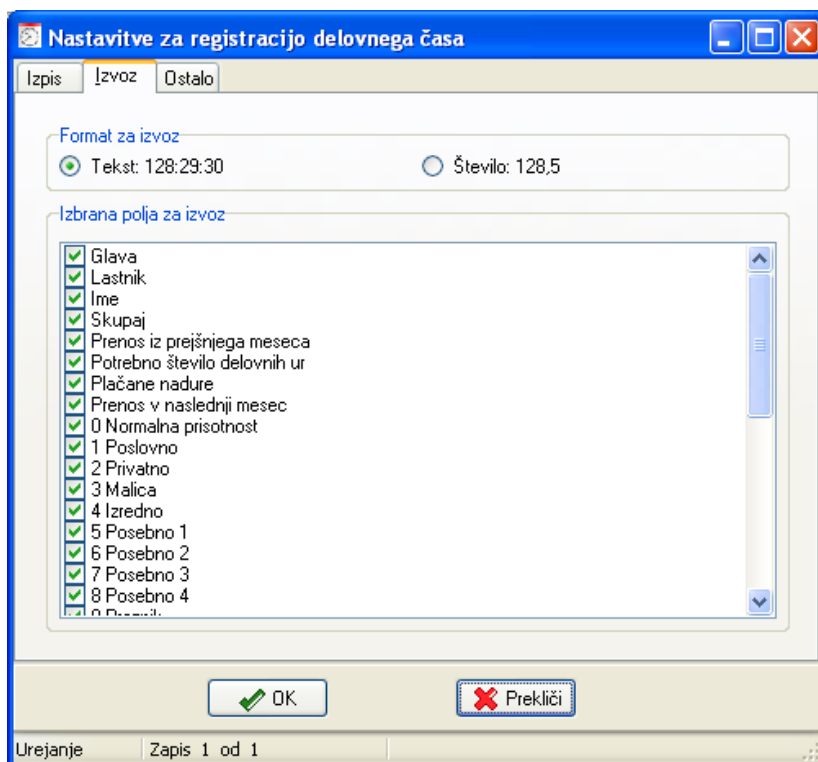 Nastavitve za registracijo delovnega časa
Izpis Izvoz Ostalo
Format za izvoz
Tekst: 128:29:30 Število: 128,5
Izbrana polja za izvoz
Glava
Lastnik
Ime
Skupaj
Prenos iz prejšnjega meseca
Potrebno število delovnih ur
Plačane nadure
Prenos v naslednji mesec
0 Normalna prisotnost
1 Poslovno
2 Privatno
3 Malica
4 Izredno
5 Posebno 1
6 Posebno 2
7 Posebno 3
8 Posebno 4
9 Praznik
OK Prekliči
Urejanje Zapis 1 od 1